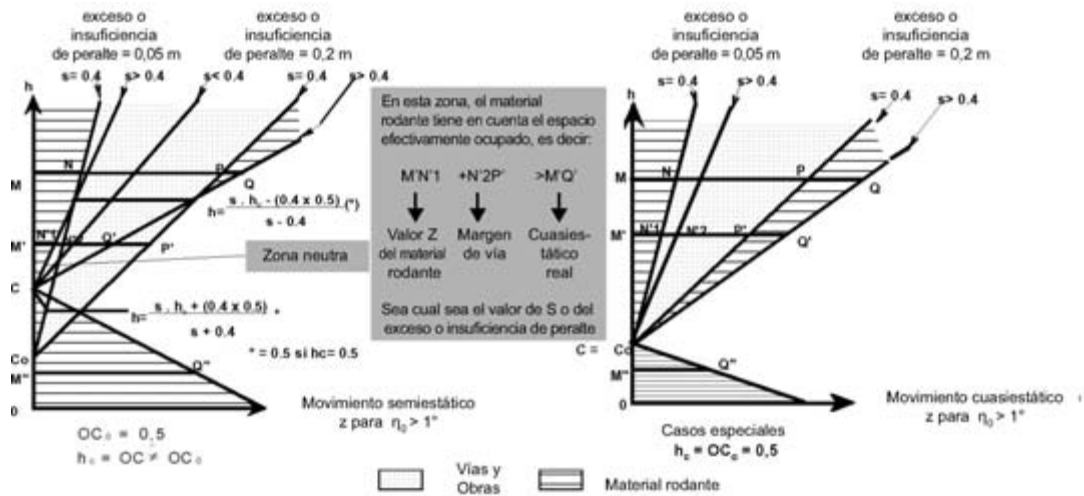 exceso o
insuficiencia
de peralte = 0,05 m
exceso o
insuficiencia
de peralte = 0,2 m
s= 0.4
s> 0.4
s< 0.4
s= 0.4
s> 0.4
h
N
P
M
Q
h= s . hc - (0.4 x 0.5) (*)
s - 0.4
M'
N'1
Q'
P'
Zona neutra
C
h= s . hc + (0.4 x 0.5) *
s + 0.4
* = 0.5 si hc= 0.5
Co
M"
Q"
0
Movimiento semiestático
z para η0 > 1°
OC0 = 0,5
hc = OC ≠ OC0
En esta zona, el material
rodante tiene en cuenta el espacio
efectivamente ocupado, es decir:
M'N'1 +N'2P' >M'Q'
Valor Z
del material
rodante
Margen
de vía
Cuasies-
tático
real
Sea cual sea el valor de S o del
exceso o insuficiencia de peralte
exceso o
insuficiencia
de peralte = 0,05 m
exceso o
insuficiencia
de peralte = 0,2 m
s= 0.4
s> 0.4
s= 0.4
s> 0.4
h
N
P
M
Q
M'
N'1
N'2
P'
Q'
C = Co
M"
Q"
0
Movimiento cuasiestático
z para η0 > 1°
Casos especiales
hc = OCc = 0,5
Vías y
Obras
Material rodante